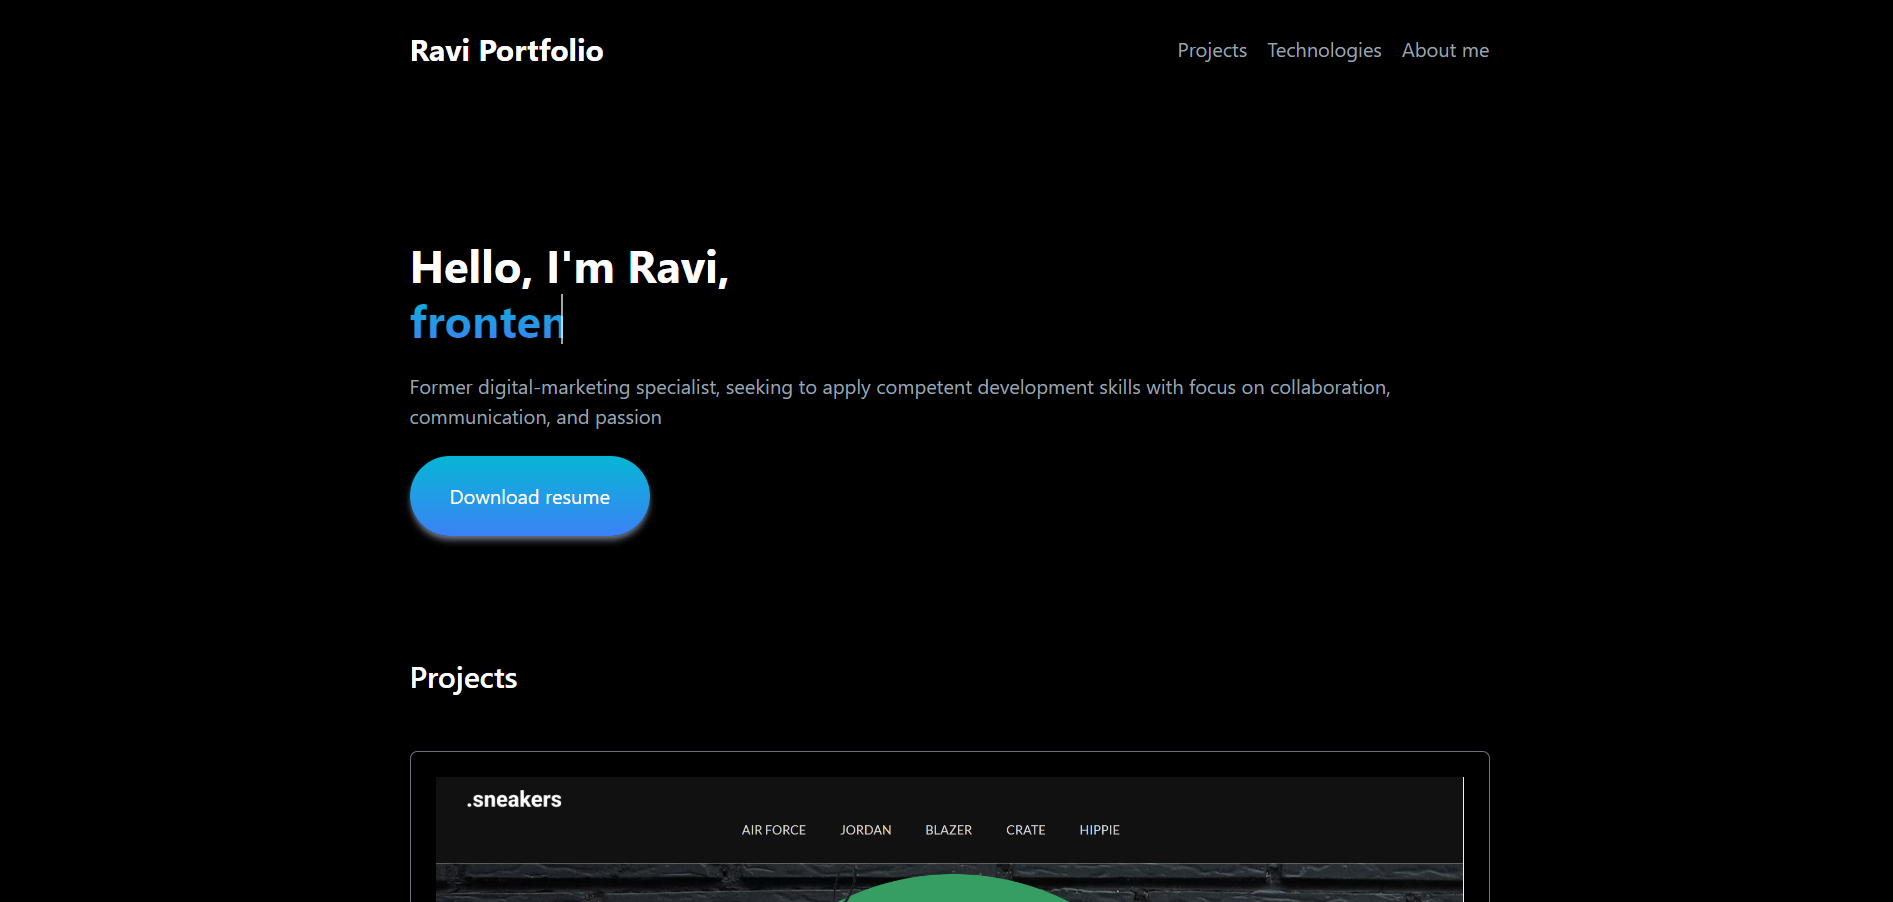 Ravi Portfolio
Projects Technologies About me
Hello, I'm Ravi,
fronten
Former digital-marketing specialist, seeking to apply competent development skills with focus on collaboration,
communication, and passion
Download resume
Projects
.sneakers
AIR FORCE JORDAN BLAZER CRATE HIPPIE